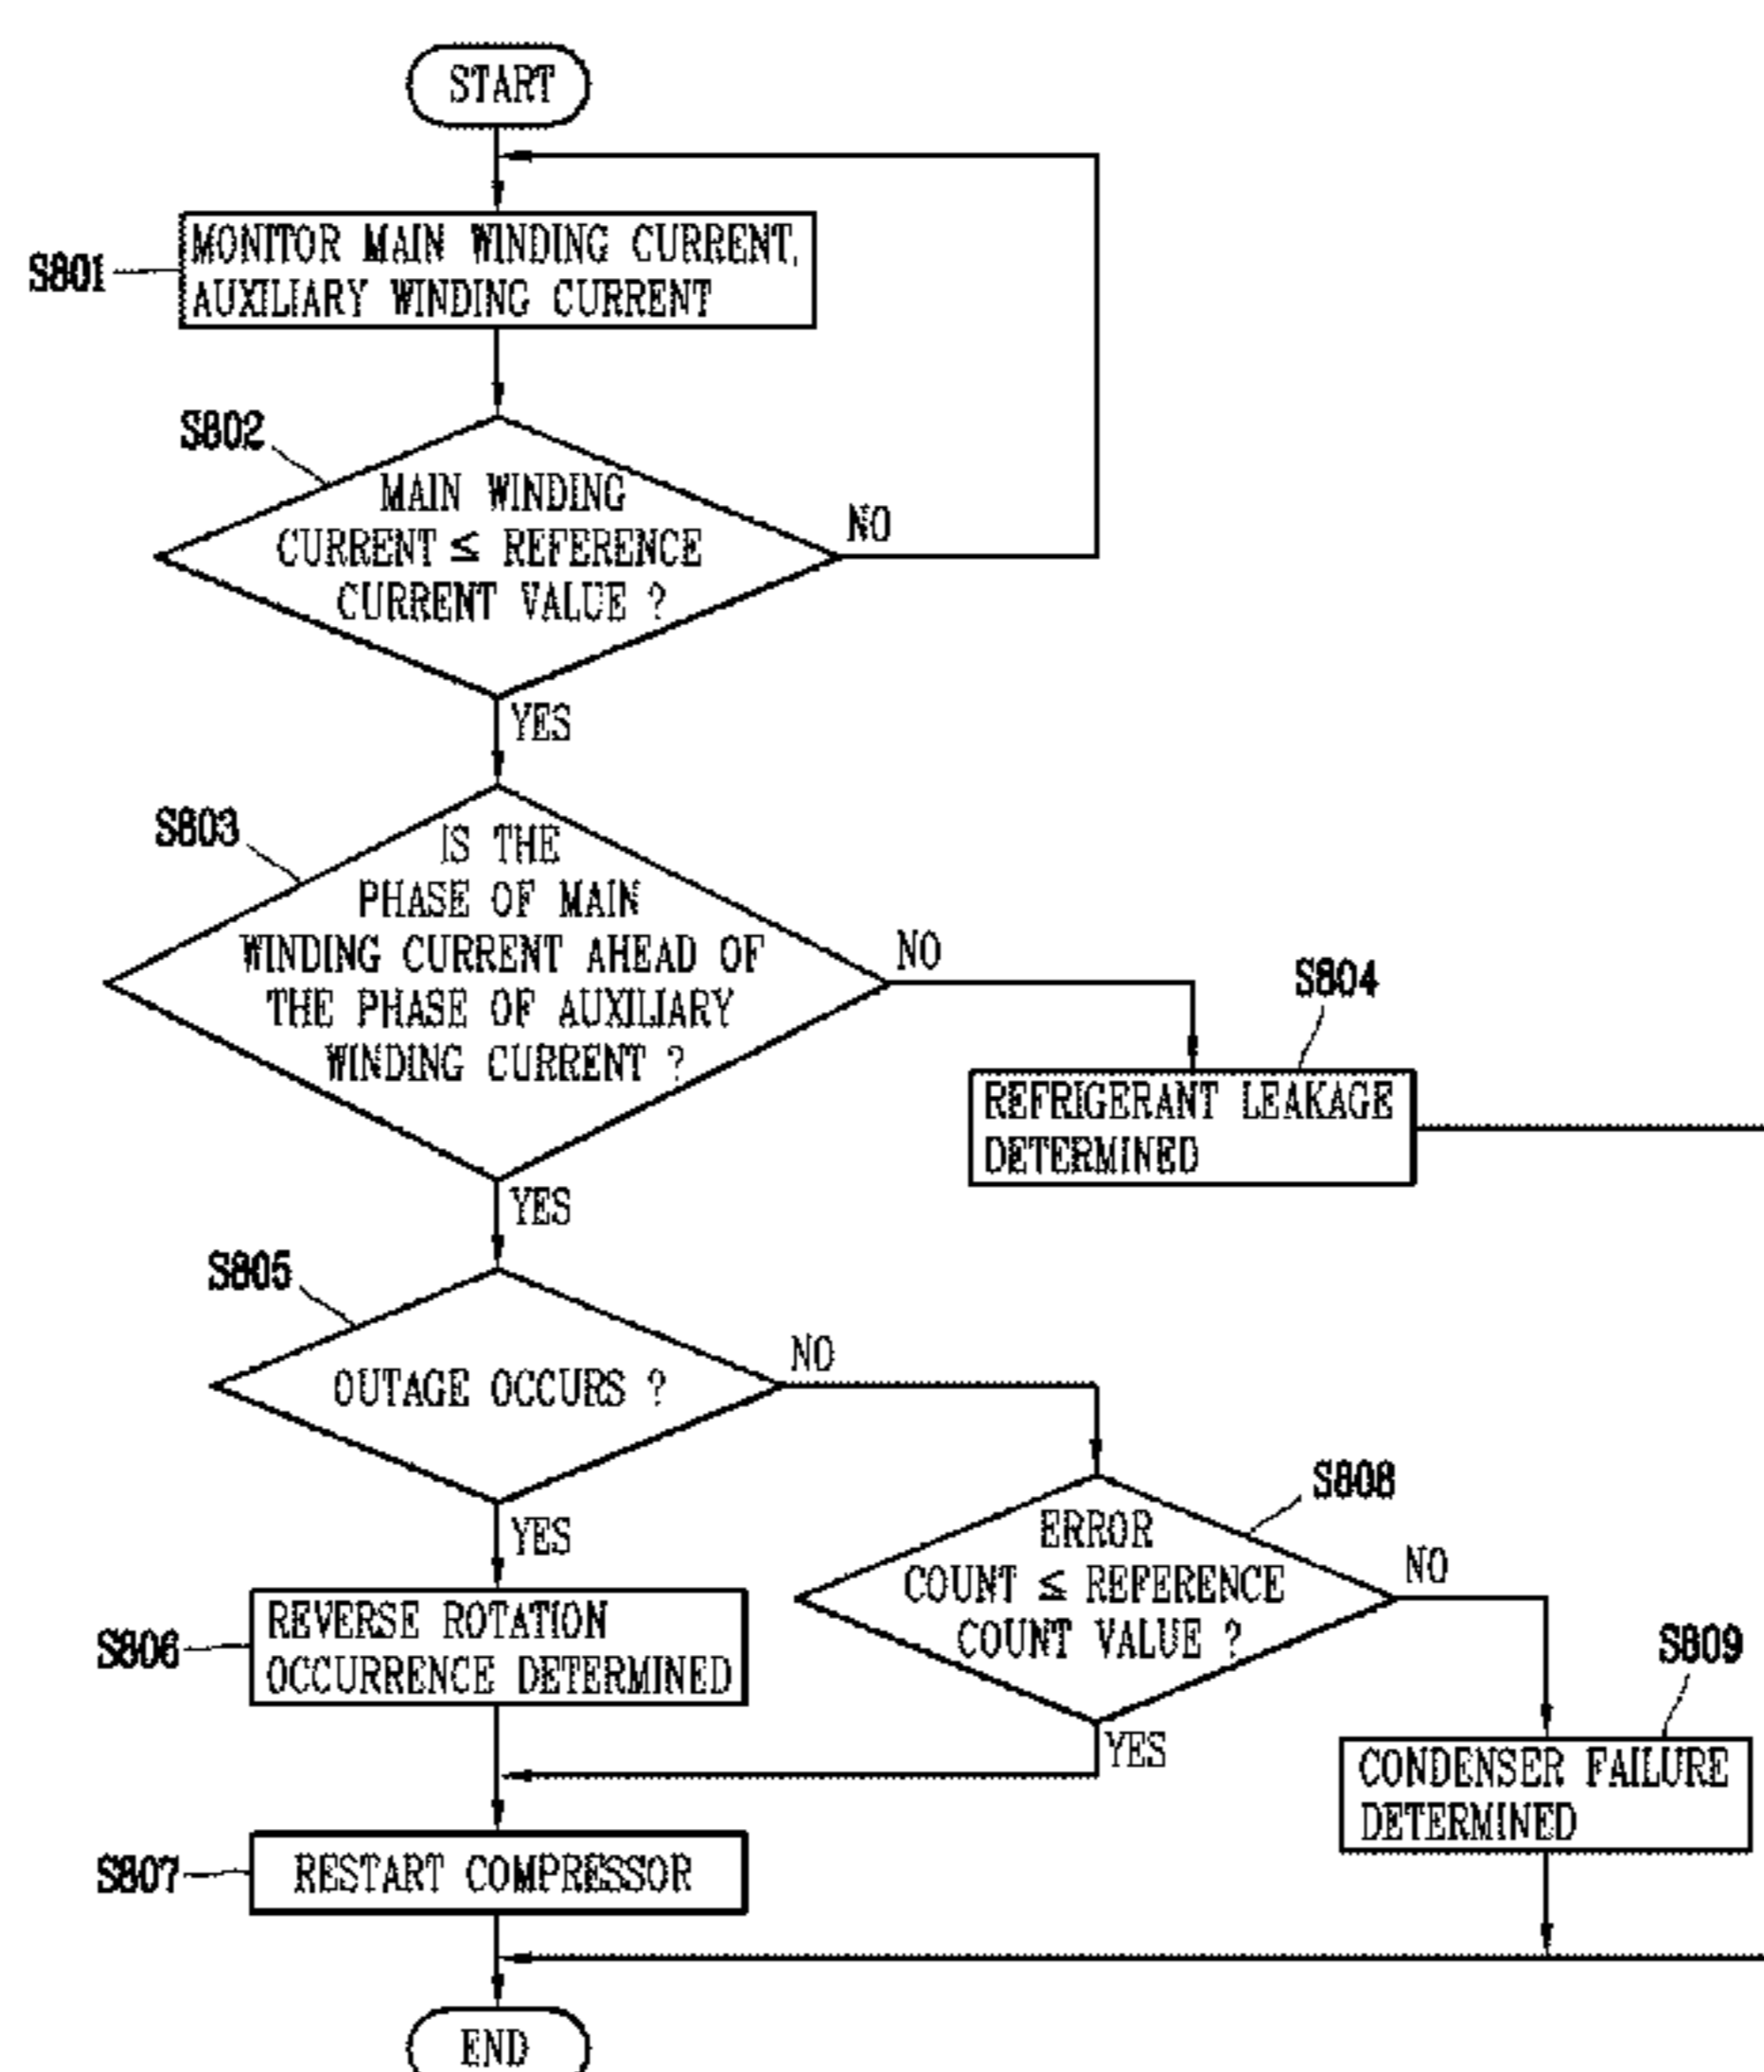 START
S801
MONITOR MAIN WINDING CURRENT,
AUXILIARY WINDING CURRENT
S802
MAIN WINDING
CURRENT ≤ REFERENCE
CURRENT VALUE ?
NO
YES
S803
IS THE
PHASE OF MAIN
WINDING CURRENT AHEAD OF
THE PHASE OF AUXILIARY
WINDING CURRENT ?
NO
S804
REFRIGERANT LEAKAGE
DETERMINED
YES
S805
OUTAGE OCCURS ?
NO
YES
S808
ERROR
COUNT ≤ REFERENCE
COUNT VALUE ?
NO
YES
S806
REVERSE ROTATION
OCCURRENCE DETERMINED
S809
CONDENSER FAILURE
DETERMINED
S807
RESTART COMPRESSOR
END